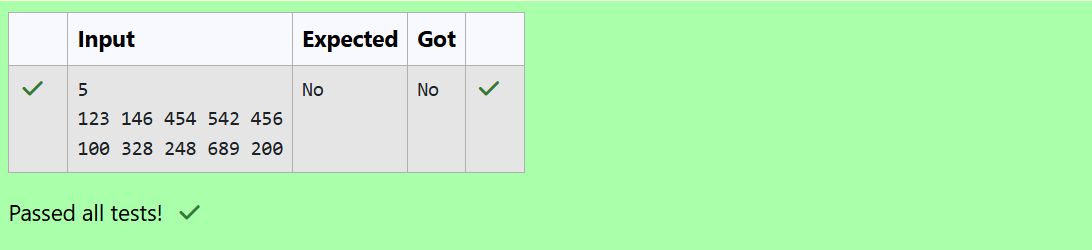 Input Expected Got
5 No No
123 146 454 542 456
100 328 248 689 200
Passed all tests!